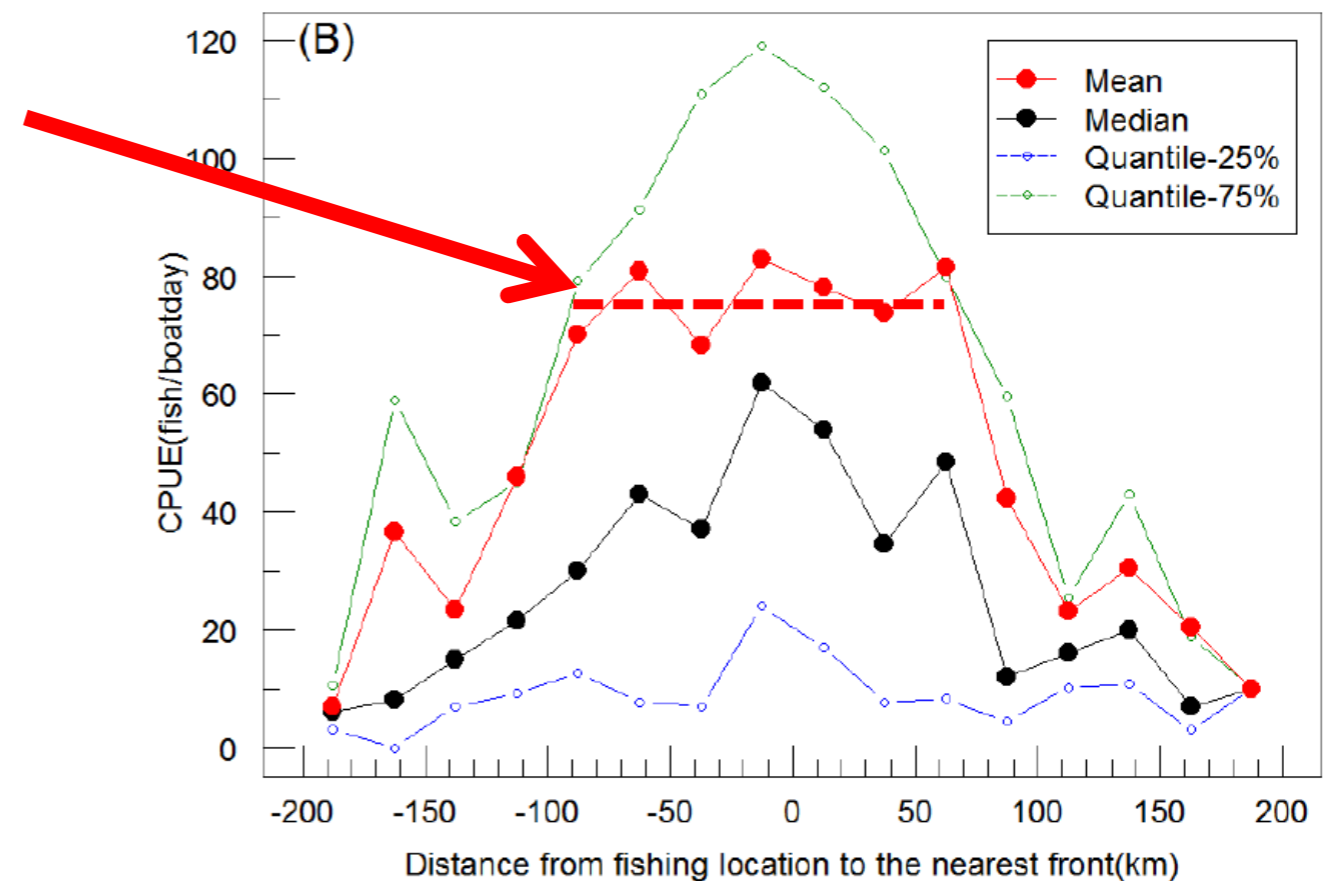 (B)
Mean
Median
Quantile-25%
Quantile-75%
120
100
80
60
40
20
0
CPUE(fish/boatday)
-200 -150 -100 -50 0 50 100 150 200
Distance from fishing location to the nearest front(km)